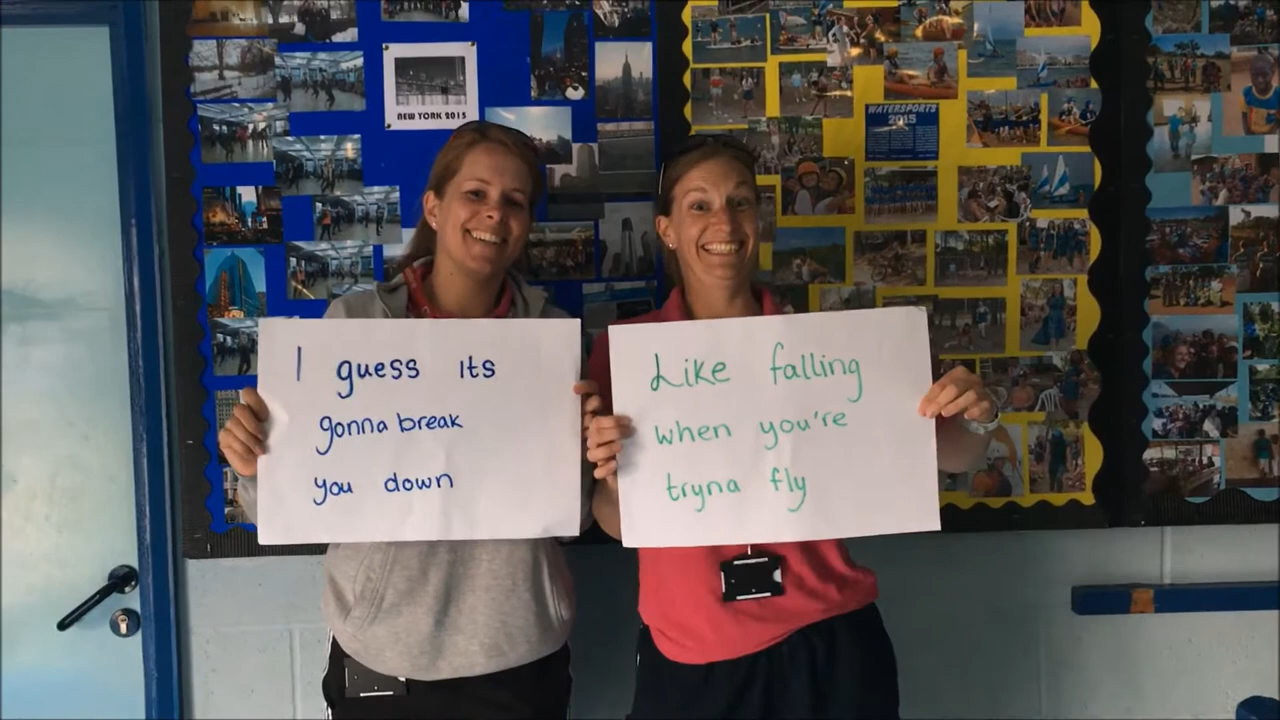 NEW YORK 2015
WATERSPORTS
2015
I guess its
gonna break
you down
Like falling
when you're
tryna fly